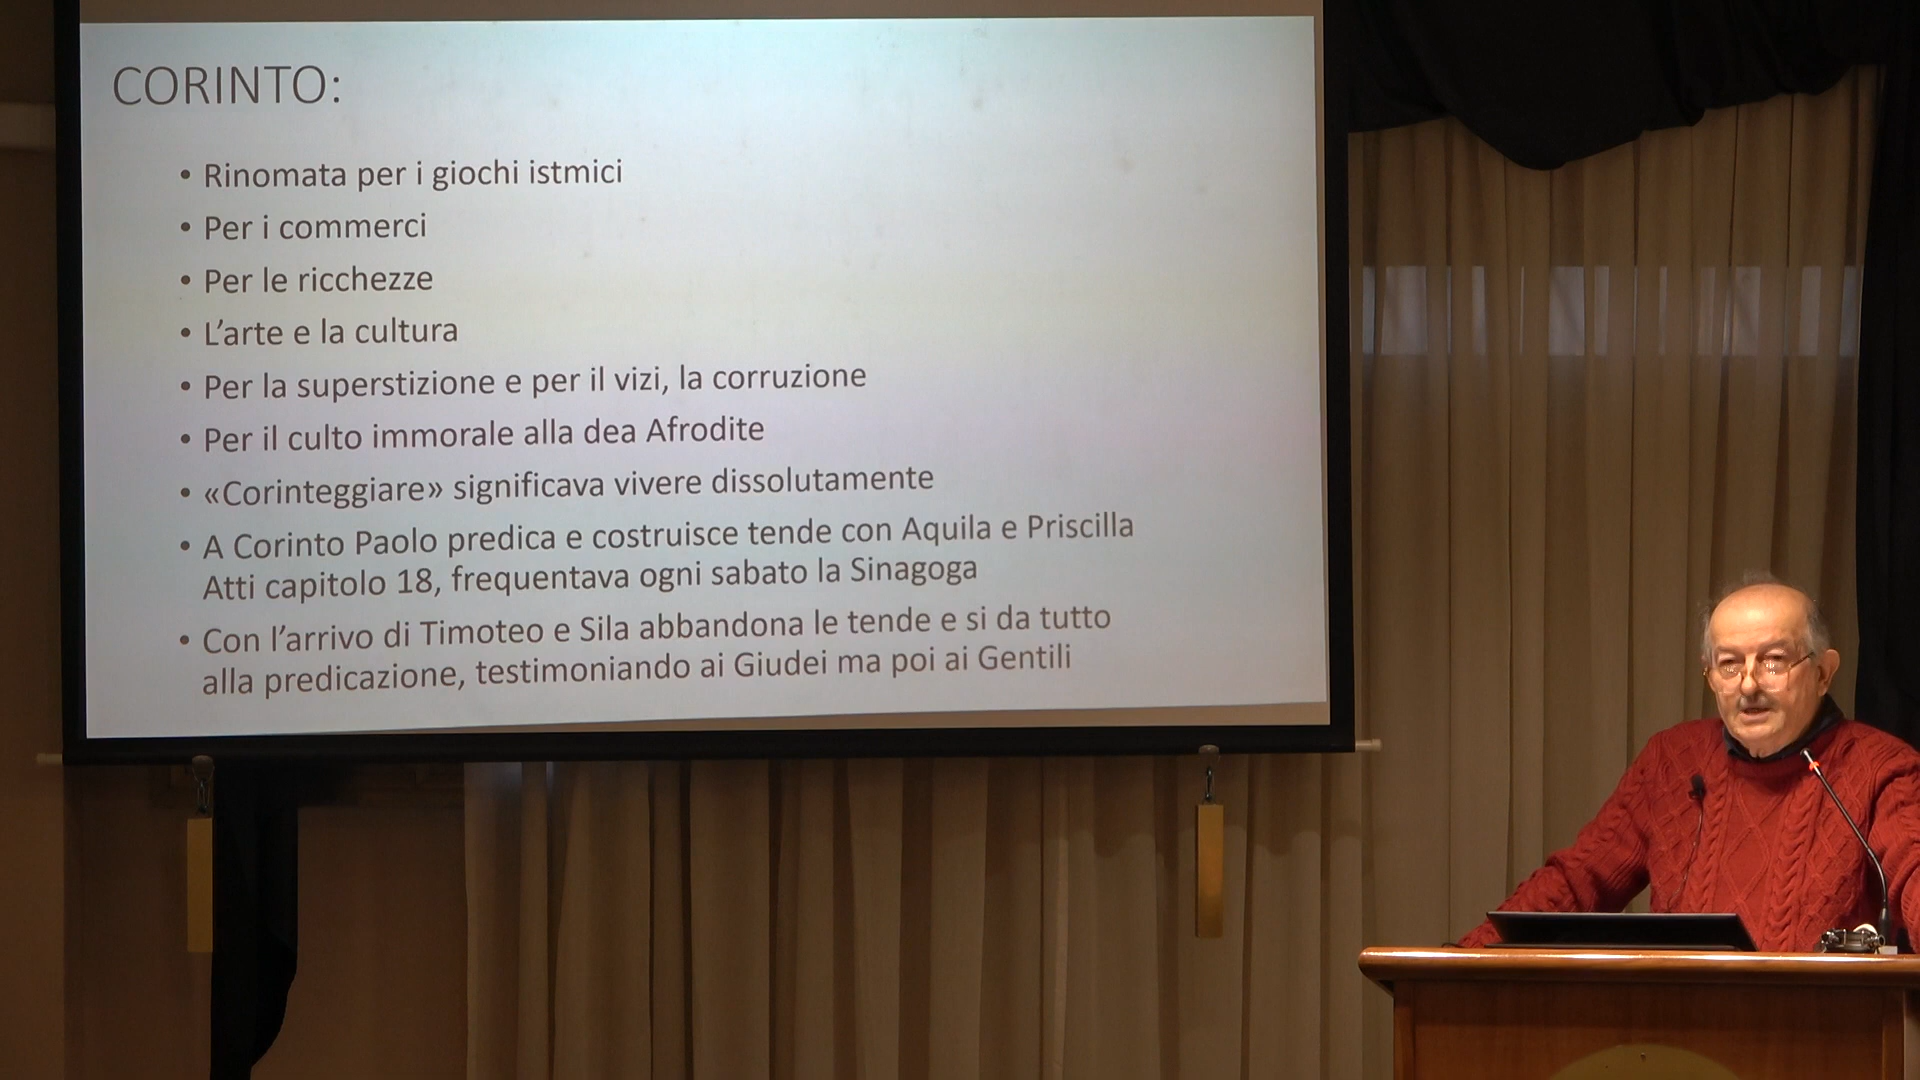 CORINTO:
• Rinomata per i giochi istmici
• Per i commerci
• Per le ricchezze
• L’arte e la cultura
• Per la superstizione e per il vizi, la corruzione
• Per il culto immorale alla dea Afrodite
• «Corinteggiare» significava vivere dissolutamente
• A Corinto Paolo predica e costruisce tende con Aquila e Priscilla
Atti capitolo 18, frequentava ogni sabato la Sinagoga
• Con l’arrivo di Timoteo e Sila abbandona le tende e si da tutto
alla predicazione, testimoniando ai Giudei ma poi ai Gentili